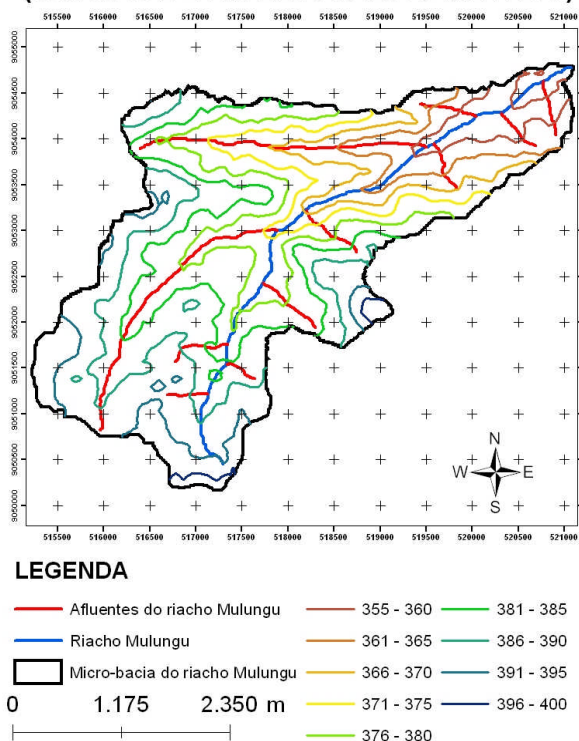 515500 516000 516500 517000 517500 518000 518500 519000 519500 520000 520500 521000
9055000
9054500
9054000
9053500
9053000
9052500
9052000
9051500
9051000
9050500
9050000
N
W E
S
515500 516000 516500 517000 517500 518000 518500 519000 519500 520000 520500 521000
LEGENDA
Afluentes do riacho Mulungu 355 - 360 381 - 385
Riacho Mulungu 361 - 365 386 - 390
Micro-bacia do riacho Mulungu 366 - 370 391 - 395
0 1.175 2.350 m 371 - 375 396 - 400
376 - 380